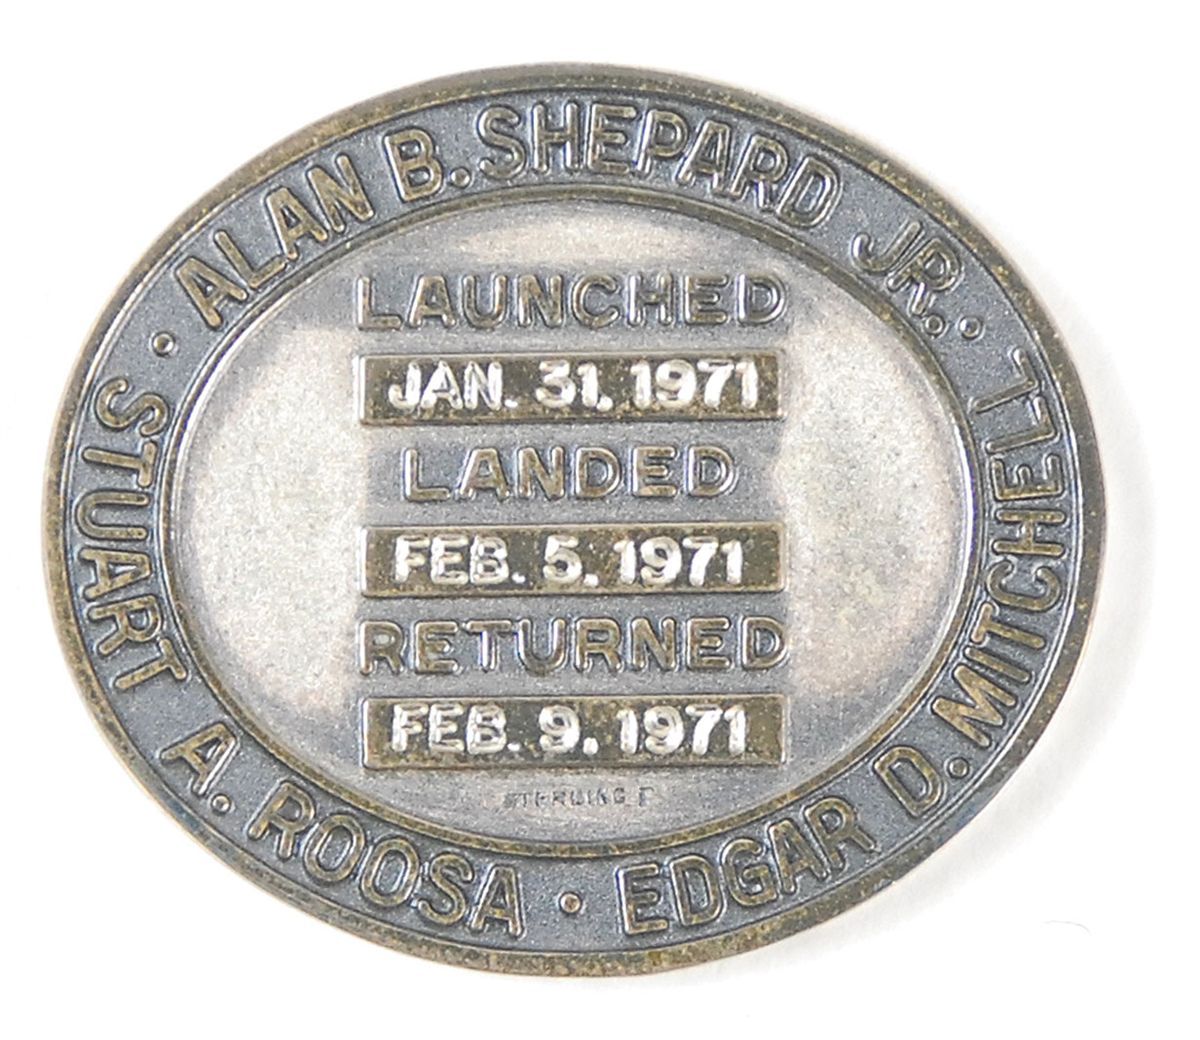 · ALAN B. SHEPARD JR. ·
EDGAR D. MITCHELL
· STUART A. ROOSA
LAUNCHED
JAN. 31, 1971
LANDED
FEB. 5, 1971
RETURNED
FEB. 9, 1971
STERLING